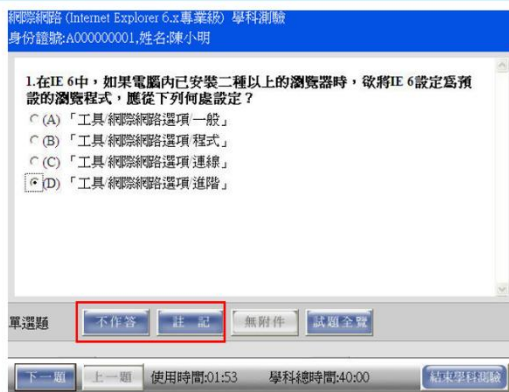 網際網路 (Internet Explorer 6.x專業級) 學科測驗
身份證號:A000000001,姓名:陳小明
1.在IE 6中，如果電腦內已安裝二種以上的瀏覽器時，欲將IE 6設定為預
設的瀏覽程式，應從下列何處設定？
(A) 「工具/網際網路選項/一般」
(B) 「工具/網際網路選項/程式」
(C) 「工具/網際網路選項/連線」
(D) 「工具/網際網路選項/進階」
單選題 不作答 註 記 無附件 試題全覽
下一題 上一題 使用時間:01:53 學科總時間:40:00 結束學科測驗